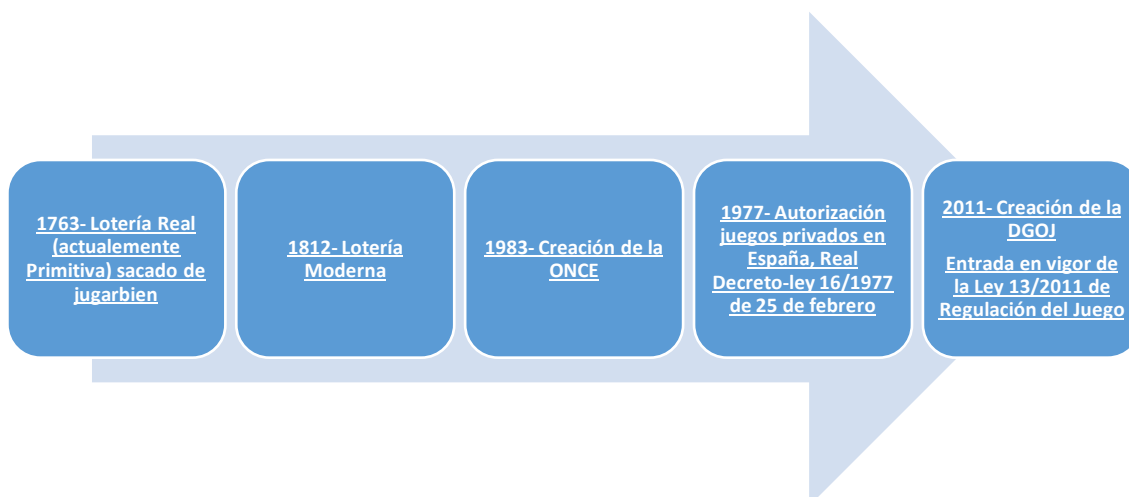 1763- Lotería Real
(actualemente
Primitiva) sacado de
jugarbien
1812- Lotería
Moderna
1983- Creación de la
ONCE
1977- Autorización
juegos privados en
España, Real
Decreto-ley 16/1977
de 25 de febrero
2011- Creación de la
DGOJ
Entrada en vigor de
la Ley 13/2011 de
Regulación del Juego